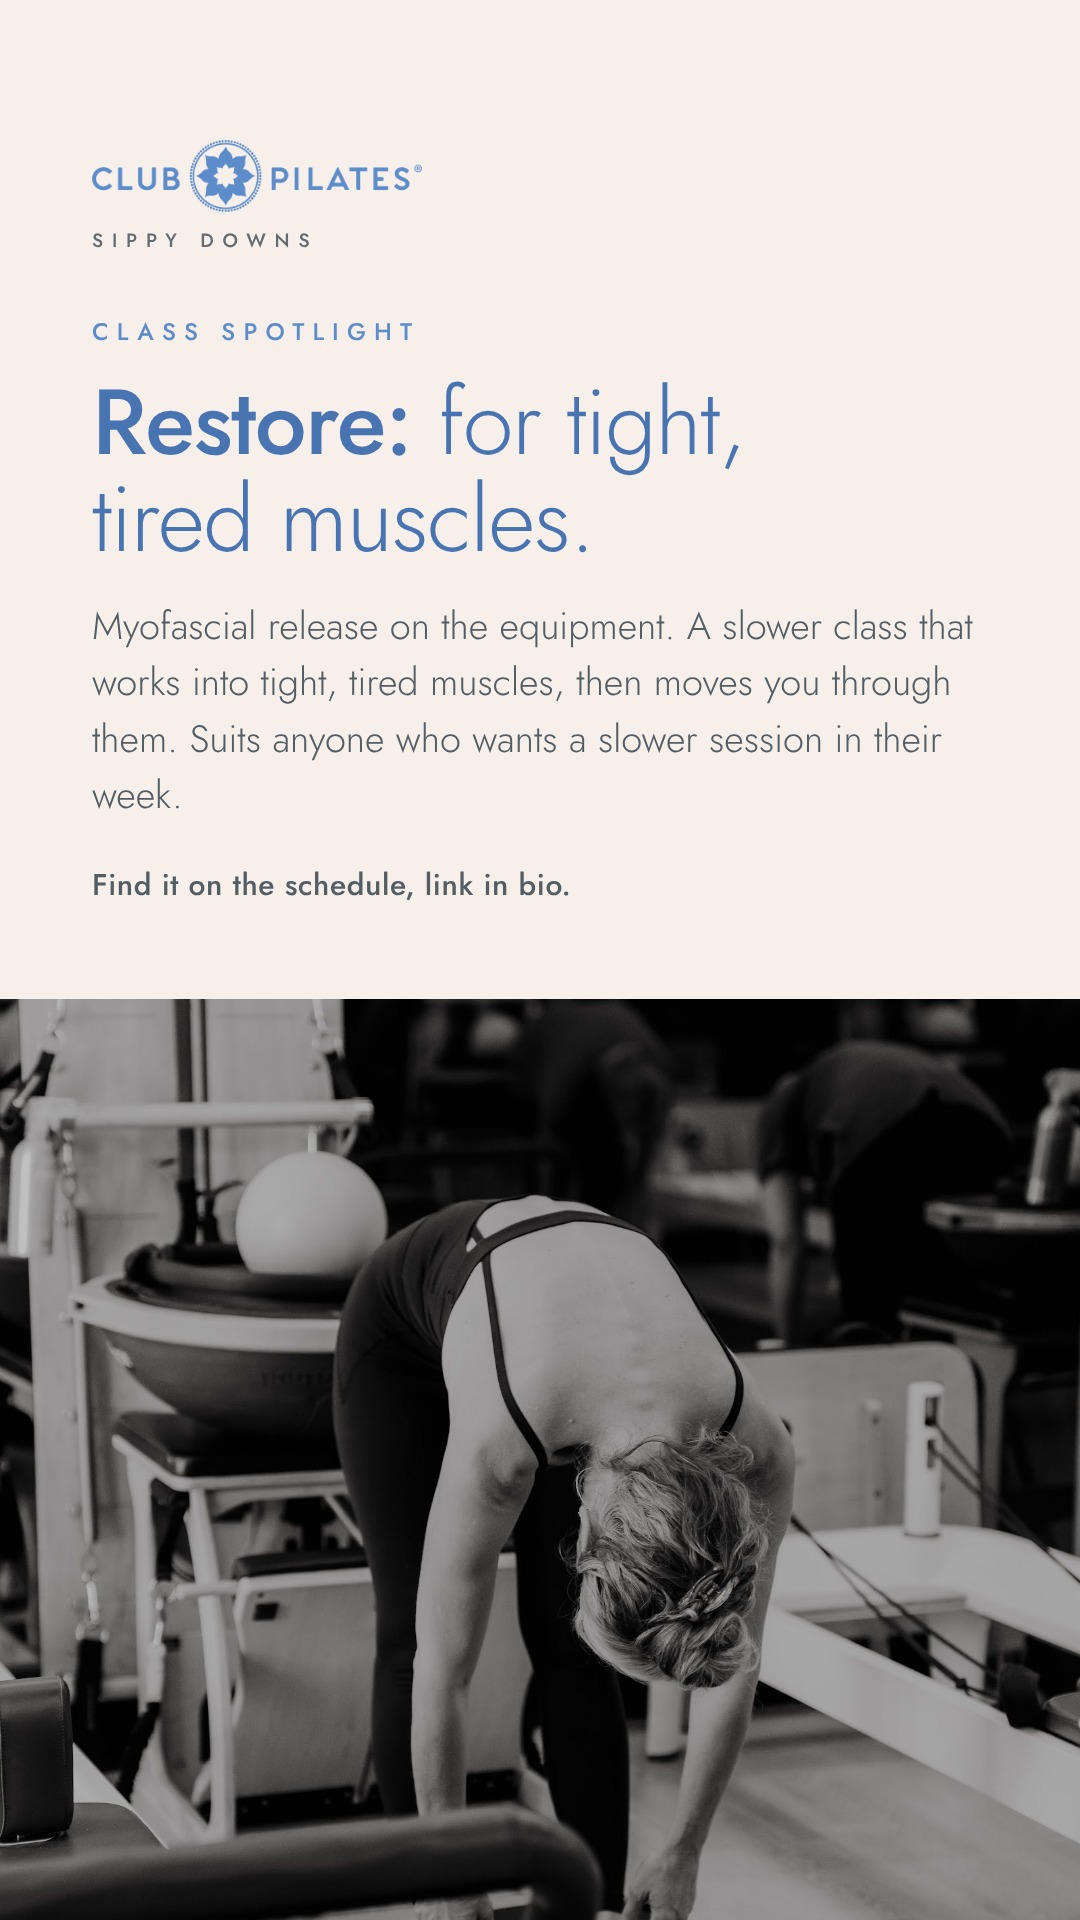 CLUB PILATES®
SIPPY DOWNS
CLASS SPOTLIGHT
Restore: for tight,
tired muscles.
Myofascial release on the equipment. A slower class that
works into tight, tired muscles, then moves you through
them. Suits anyone who wants a slower session in their
week.
Find it on the schedule, link in bio.